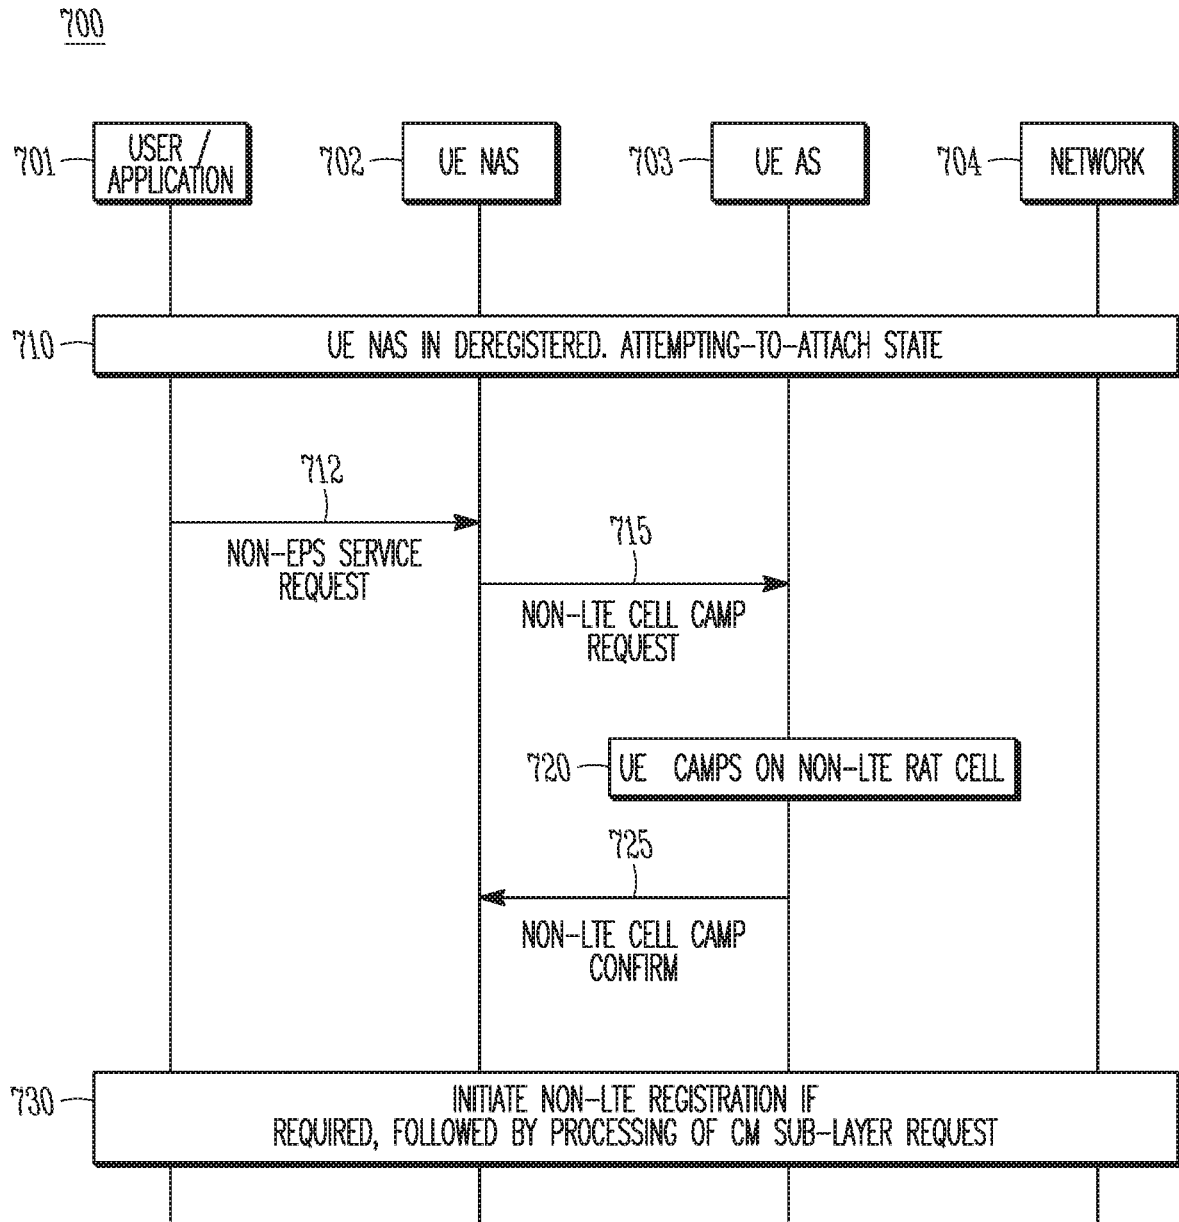 700
701
USER /
APPLICATION
702
UE NAS
703
UE AS
704
NETWORK
710
UE NAS IN DEREGISTERED. ATTEMPTING-TO-ATTACH STATE
712
NON-EPS SERVICE
REQUEST
715
NON-LTE CELL CAMP
REQUEST
720
UE CAMPS ON NON-LTE RAT CELL
725
NON-LTE CELL CAMP
CONFIRM
730
INITIATE NON-LTE REGISTRATION IF
REQUIRED, FOLLOWED BY PROCESSING OF CM SUB-LAYER REQUEST